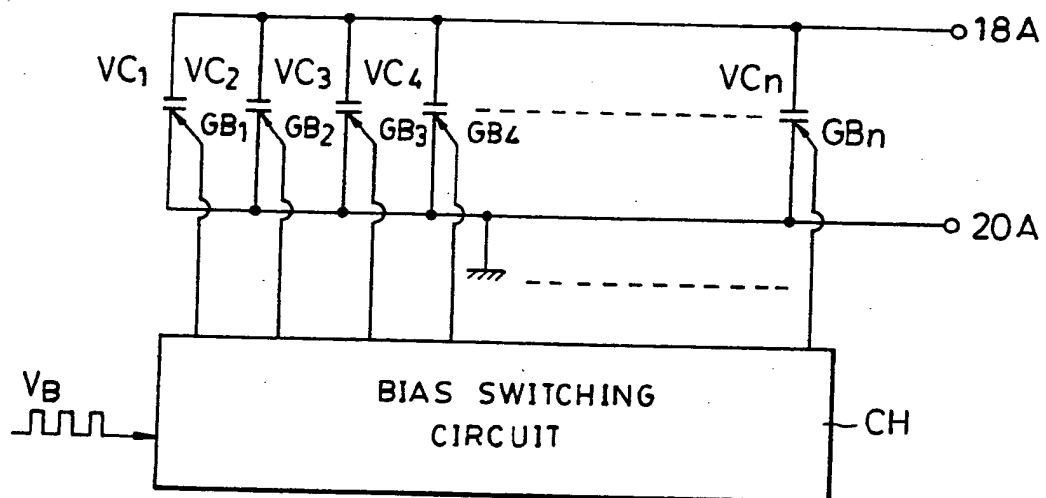 18A
VC1 VC2 VC3 VC4 VCn
GB1 GB2 GB3 GB4 GBn
20A
VB
BIAS SWITCHING
CIRCUIT
CH